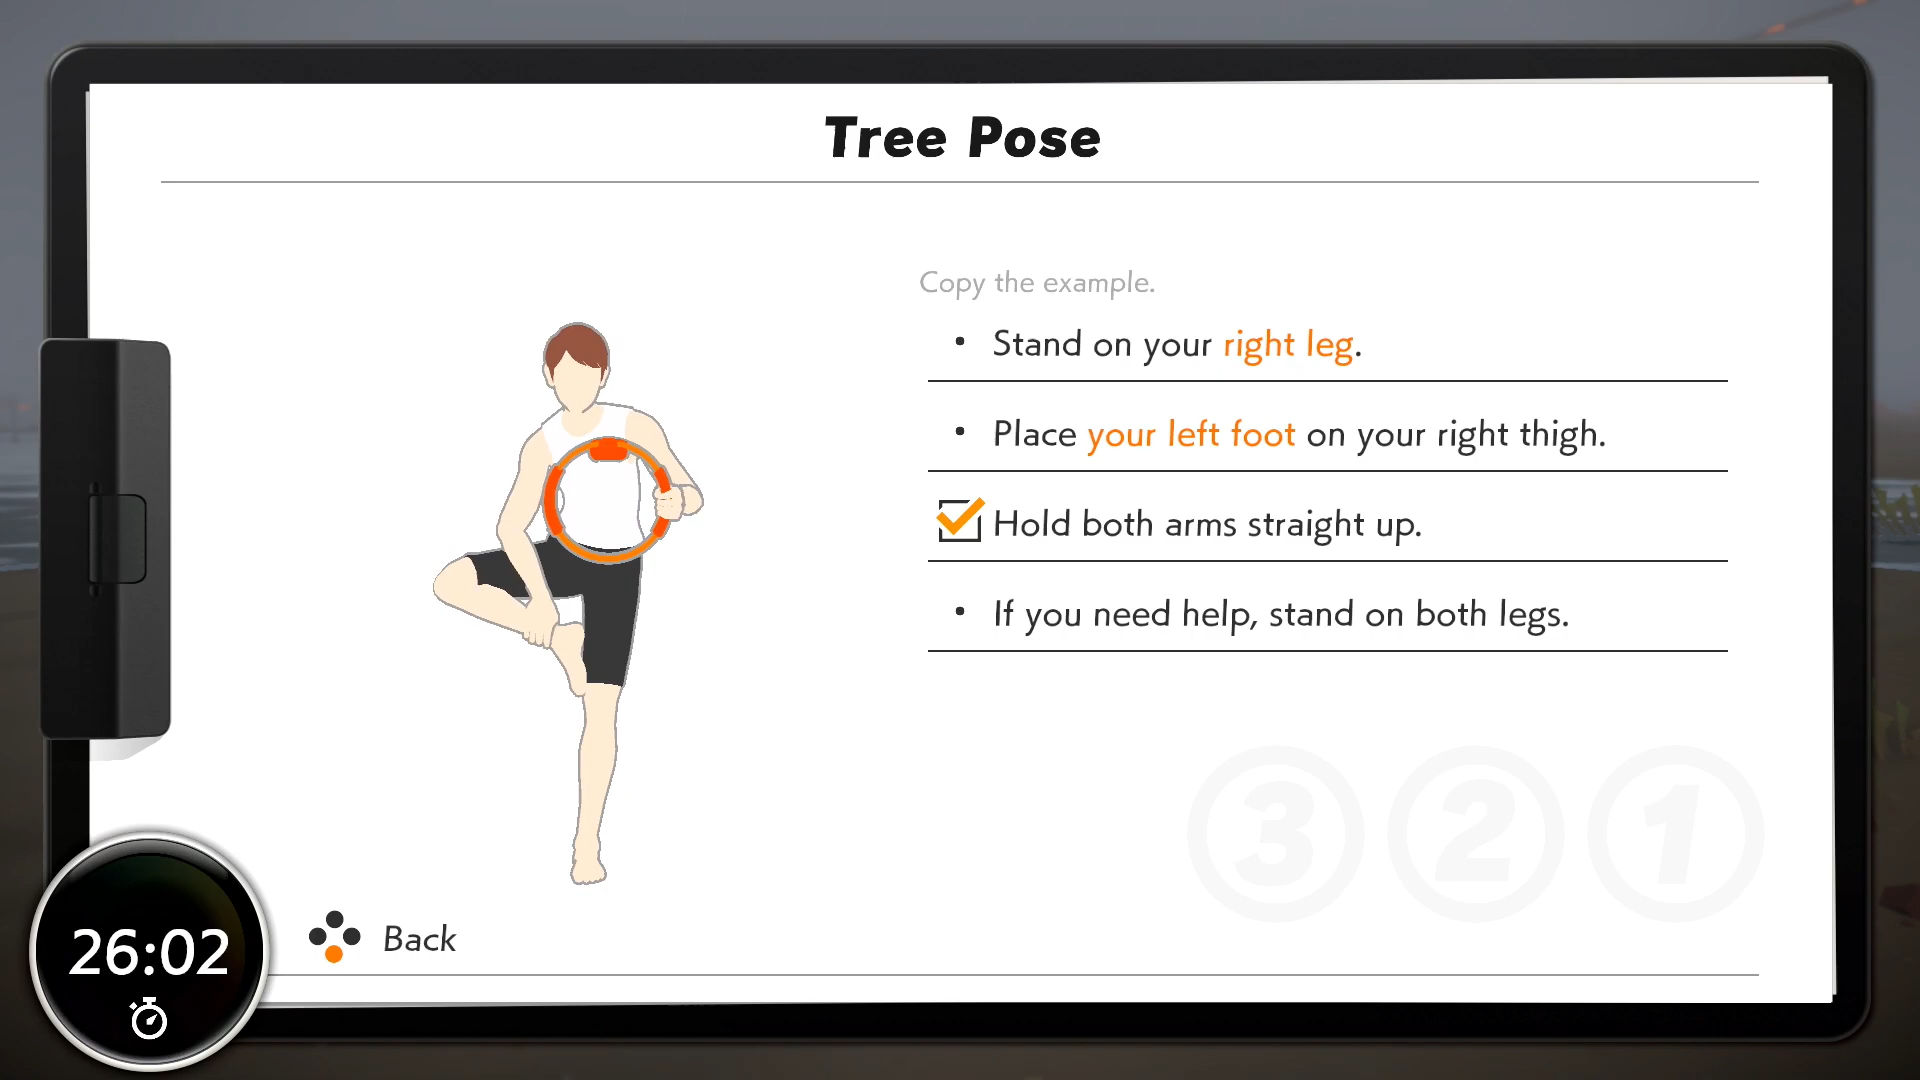 Tree Pose
Copy the example.
• Stand on your right leg.
• Place your left foot on your right thigh.
Hold both arms straight up.
• If you need help, stand on both legs.
3 2 1
Back
26:02